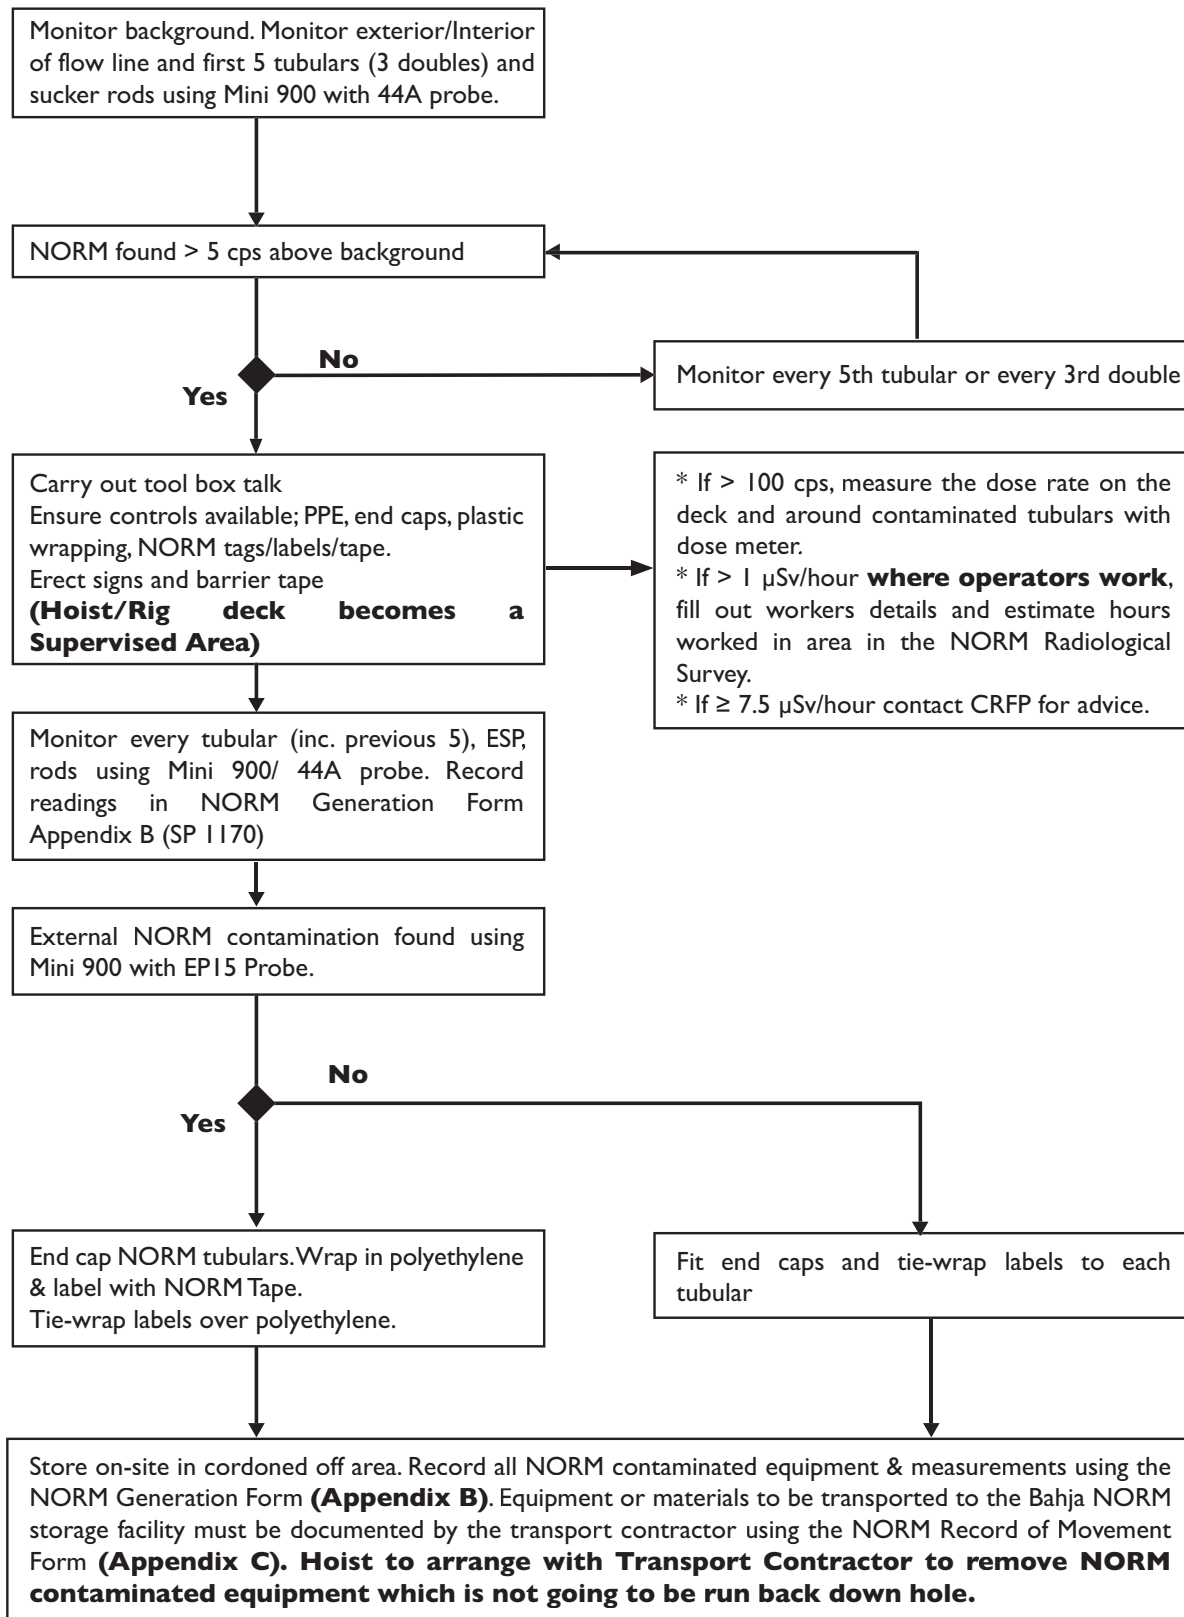 Monitor background. Monitor exterior/Interior
of flow line and first 5 tubulars (3 doubles) and
sucker rods using Mini 900 with 44A probe.
NORM found > 5 cps above background
No
Yes
Monitor every 5th tubular or every 3rd double
Carry out tool box talk
Ensure controls available; PPE, end caps, plastic
wrapping, NORM tags/labels/tape.
Erect signs and barrier tape
(Hoist/Rig deck becomes a
Supervised Area)
* If > 100 cps, measure the dose rate on the
deck and around contaminated tubulars with
dose meter.
* If > 1 µSv/hour where operators work,
fill out workers details and estimate hours
worked in area in the NORM Radiological
Survey.
* If ≥ 7.5 µSv/hour contact CRFP for advice.
Monitor every tubular (inc. previous 5), ESP,
rods using Mini 900/ 44A probe. Record
readings in NORM Generation Form
Appendix B (SP 1170)
External NORM contamination found using
Mini 900 with EP15 Probe.
No
Yes
End cap NORM tubulars. Wrap in polyethylene
& label with NORM Tape.
Tie-wrap labels over polyethylene.
Fit end caps and tie-wrap labels to each
tubular
Store on-site in cordoned off area. Record all NORM contaminated equipment & measurements using the
NORM Generation Form (Appendix B). Equipment or materials to be transported to the Bahja NORM
storage facility must be documented by the transport contractor using the NORM Record of Movement
Form (Appendix C). Hoist to arrange with Transport Contractor to remove NORM
contaminated equipment which is not going to be run back down hole.